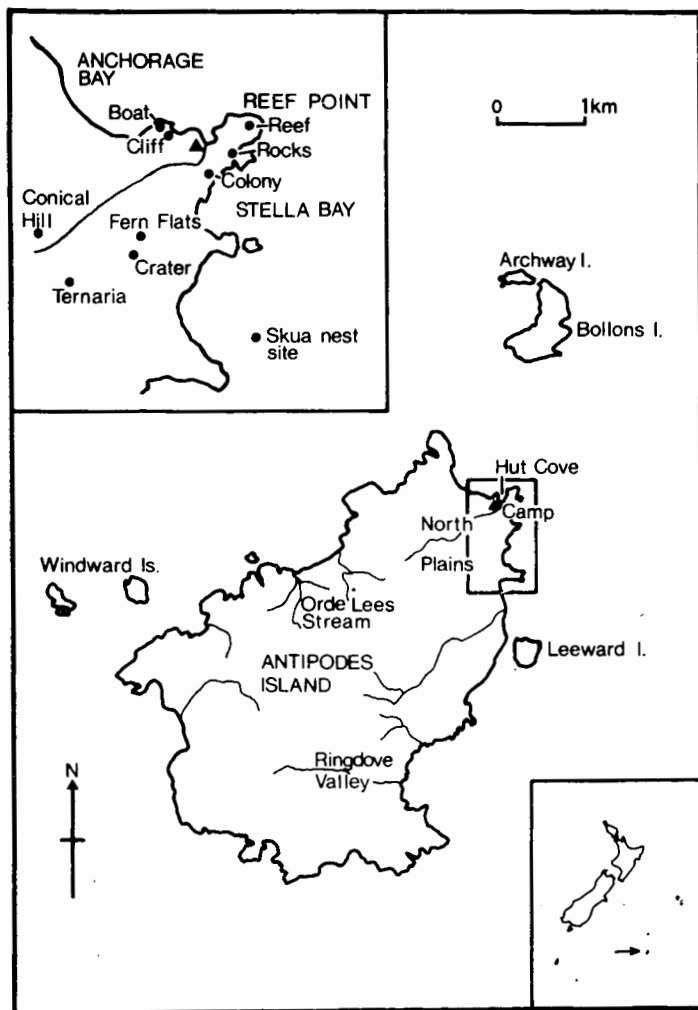 ANCHORAGE
BAY
Boat
Cliff
REEF POINT
Reef
Rocks
Colony
Conical
Hill
Fern Flats
STELLA BAY
Crater
Ternaria
Skua nest
site
0 1km
Archway I.
Bollons I.
Hut Cove
Camp
North
Plains
Windward Is.
Orde Lees
Stream
Leeward I.
ANTIPODES
ISLAND
Ringdove
Valley
N